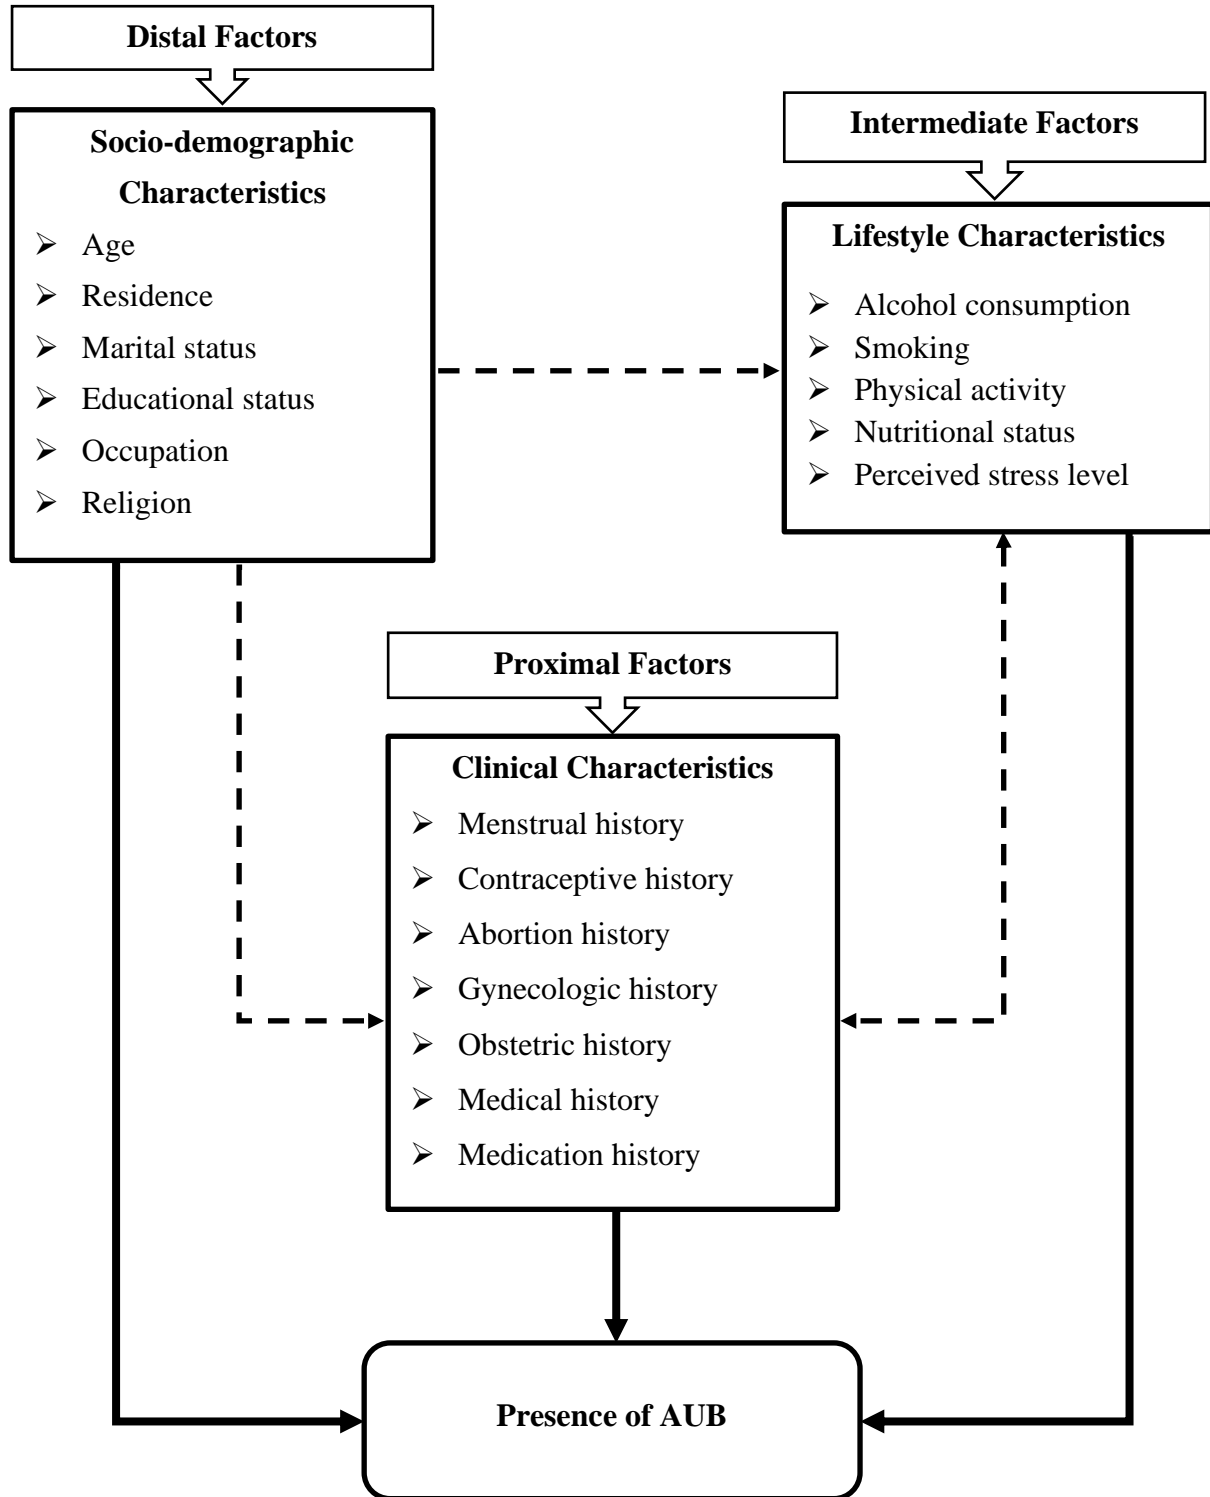 Distal Factors
Socio-demographic
Characteristics
Age
Residence
Marital status
Educational status
Occupation
Religion
Intermediate Factors
Lifestyle Characteristics
Alcohol consumption
Smoking
Physical activity
Nutritional status
Perceived stress level
Proximal Factors
Clinical Characteristics
Menstrual history
Contraceptive history
Abortion history
Gynecologic history
Obstetric history
Medical history
Medication history
Presence of AUB